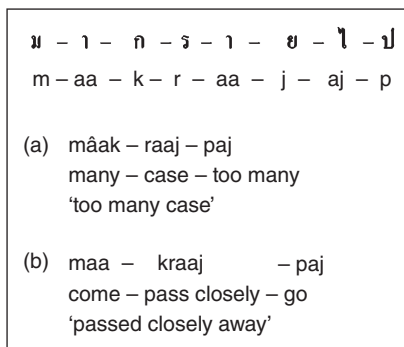 ม – า – ก – ร – า – ย – ไ – ป
m – aa – k – r – aa – j – aj – p
(a) mâak – raaj – paj
many – case – too many
'too many case'
(b) maa – kraaj – paj
come – pass closely – go
'passed closely away'